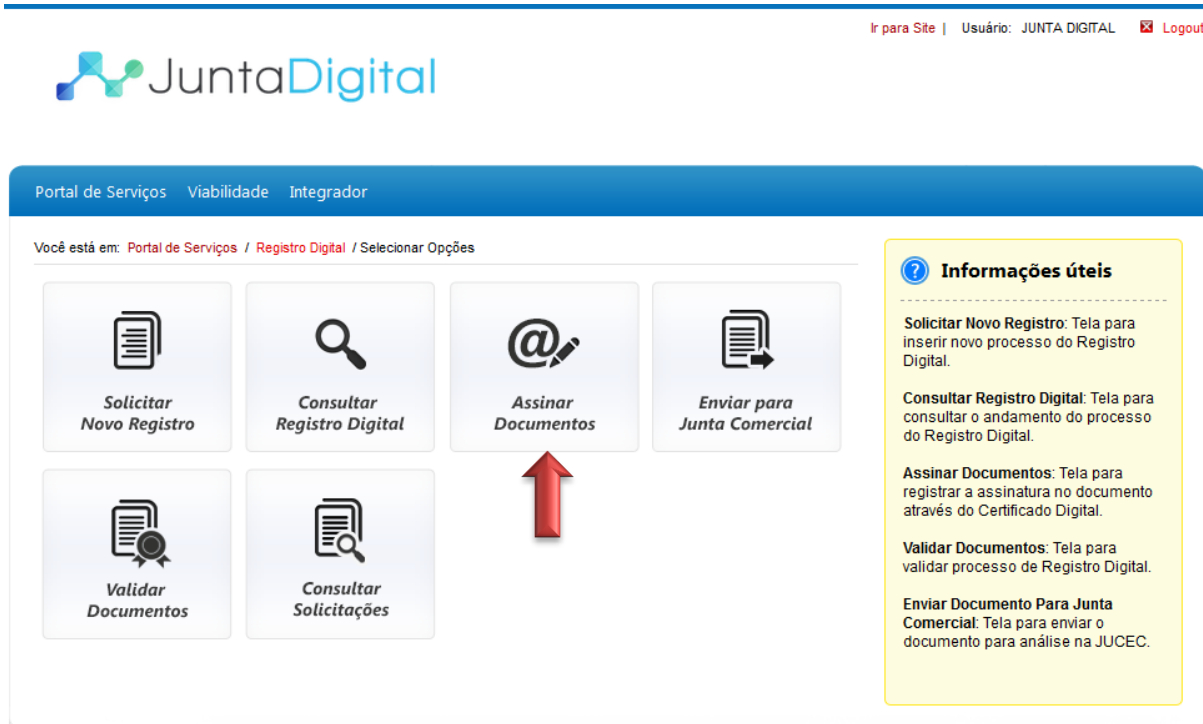 Ir para Site | Usuário: JUNTA DIGITAL Logout
JuntaDigital
Portal de Serviços Viabilidade Integrador
Você está em: Portal de Serviços / Registro Digital / Selecionar Opções
Solicitar
Novo Registro
Consultar
Registro Digital
Assinar
Documentos
Enviar para
Junta Comercial
Validar
Documentos
Consultar
Solicitações
Informações úteis
Solicitar Novo Registro: Tela para
inserir novo processo do Registro
Digital.
Consultar Registro Digital: Tela para
consultar o andamento do processo
do Registro Digital.
Assinar Documentos: Tela para
registrar a assinatura no documento
através do Certificado Digital.
Validar Documentos: Tela para
validar processo de Registro Digital.
Enviar Documento Para Junta
Comercial: Tela para enviar o
documento para análise na JUCEC.